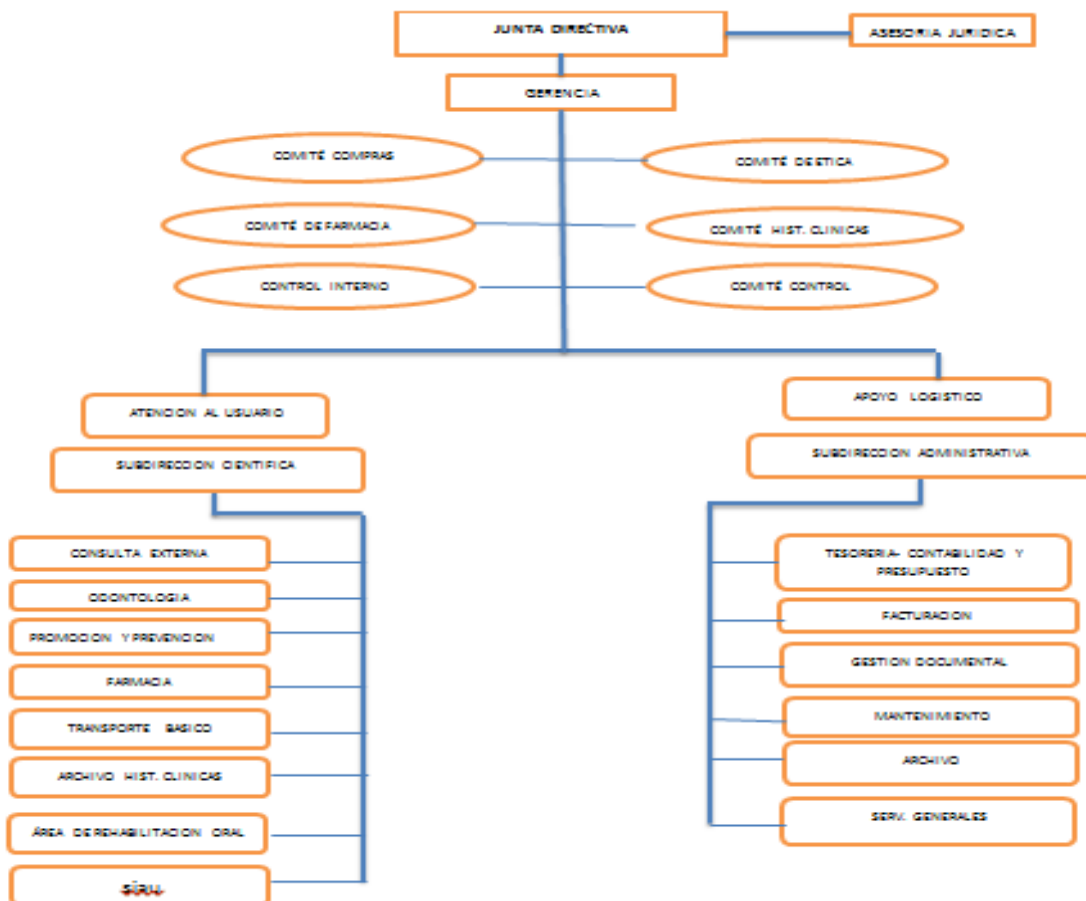 JUNTA DIRECTIVA
ASESORIA JURIDICA
GERENCIA
COMITÉ COMPRAS
COMITÉ DE ETICA
COMITÉ DE FARMACIA
COMITÉ HIST. CLINICAS
CONTROL INTERNO
COMITÉ CONTROL
ATENCION AL USUARIO
SUBDIRECCION CIENTIFICA
CONSULTA EXTERNA
ODONTOLOGIA
PROMOCION Y PREVENCION
FARMACIA
TRANSPORTE BASICO
ARCHIVO HIST. CLINICAS
ÁREA DE REHABILITACION ORAL
APOYO LOGISTICO
SUBDIRECCION ADMINISTRATIVA
TESORERIA- CONTABILIDAD Y
PRESUPUESTO
FACTURACION
GESTION DOCUMENTAL
MANTENIMIENTO
ARCHIVO
SERV. GENERALES